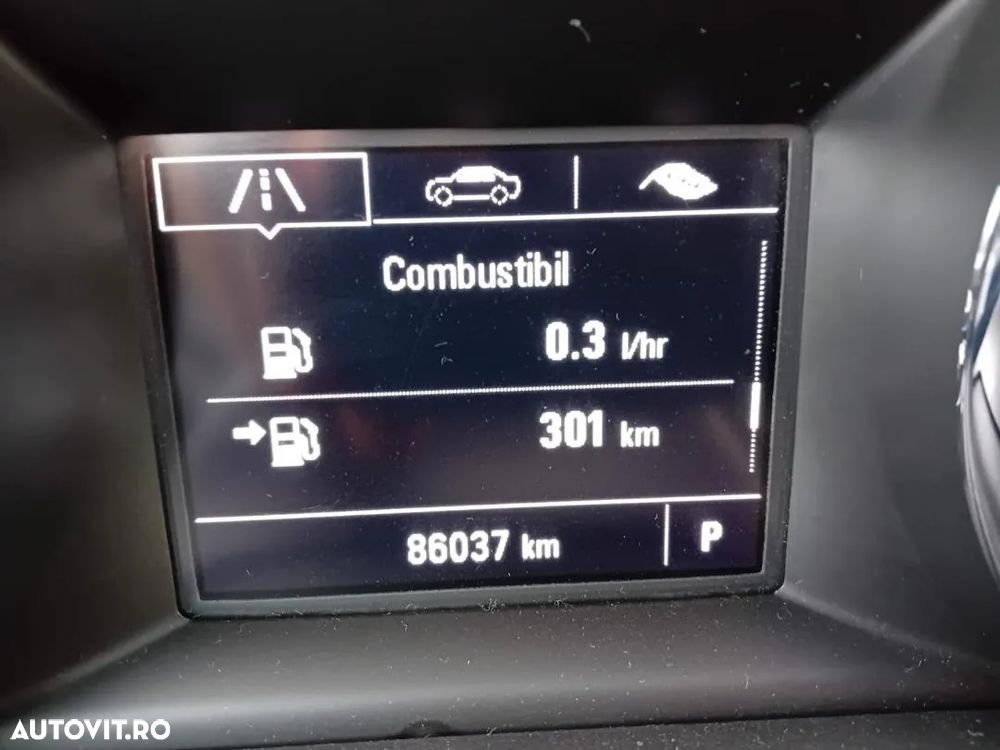 Combustibil
0.3 l/hr
301 km
86037 km P
AUTOVIT.RO